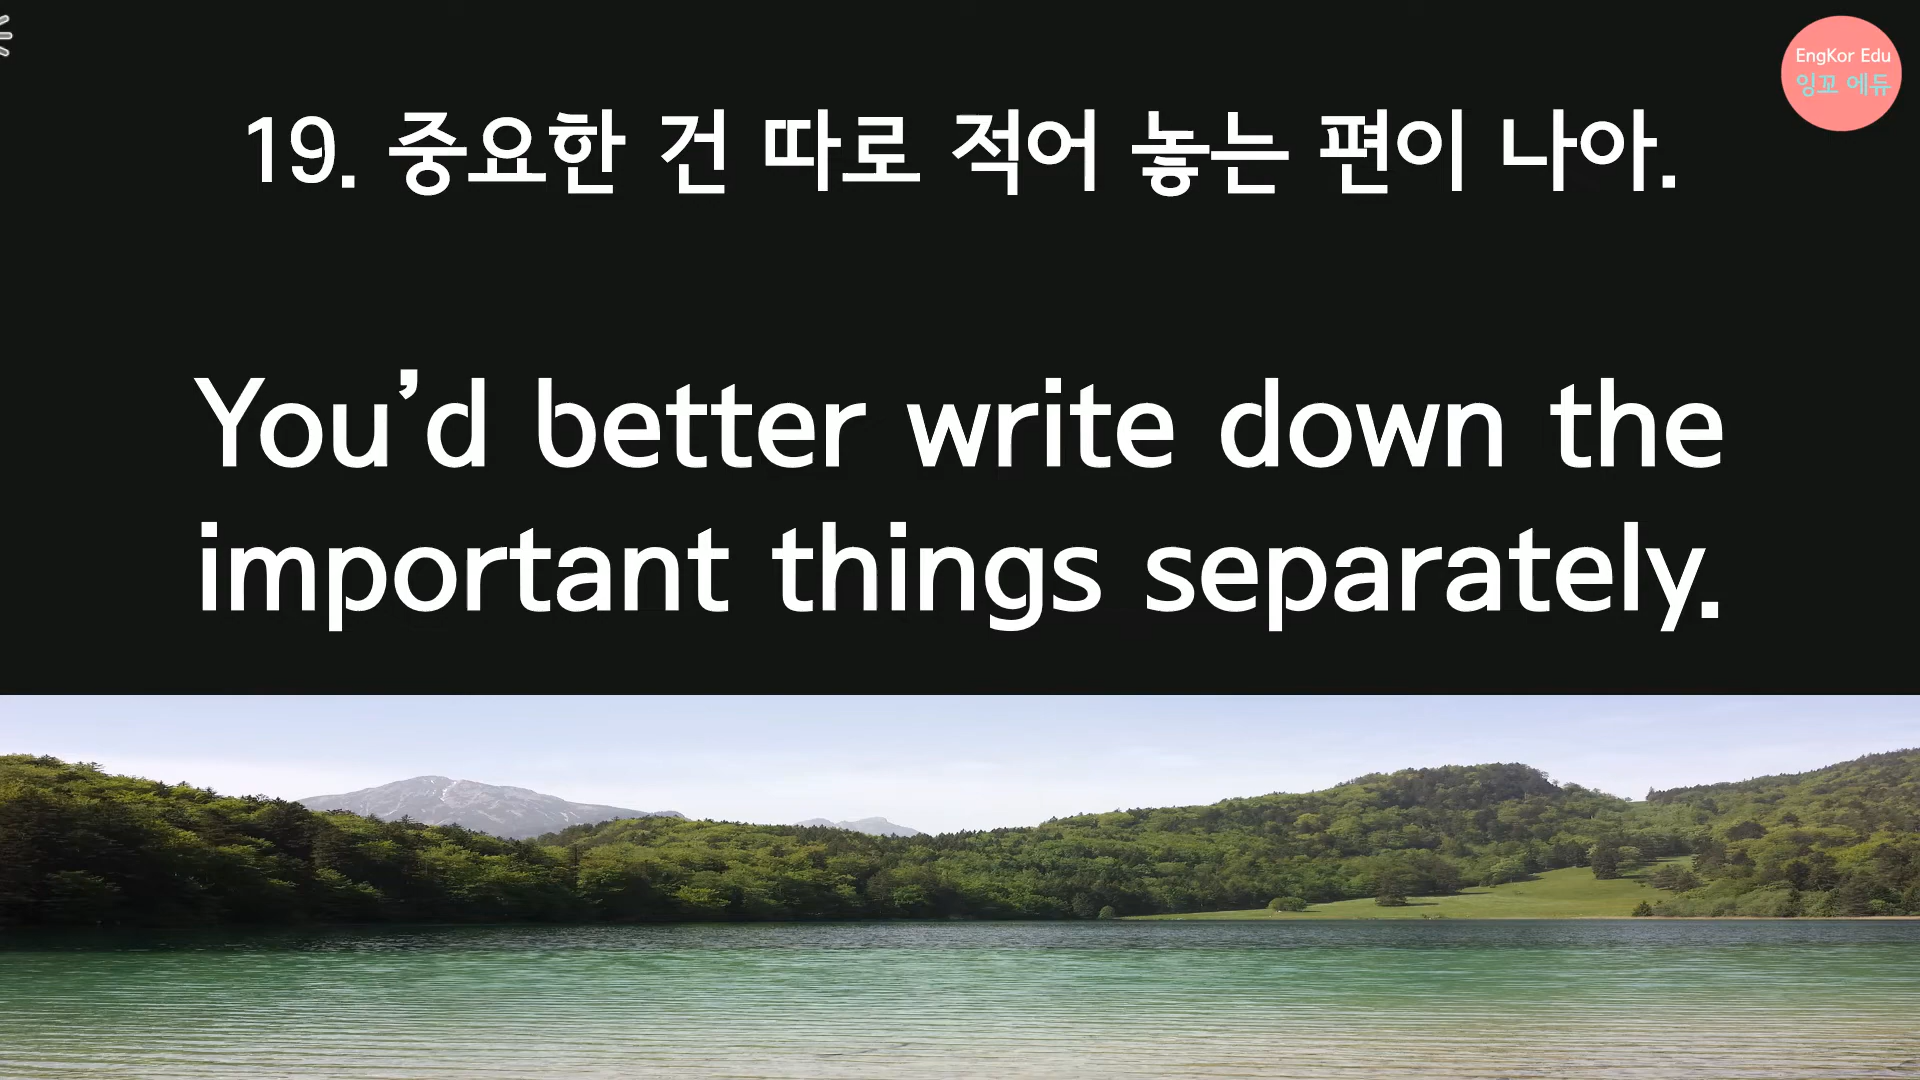 EngKor Edu
잉꼬 에듀
19. 중요한 건 따로 적어 놓는 편이 나아.
You’d better write down the
important things separately.